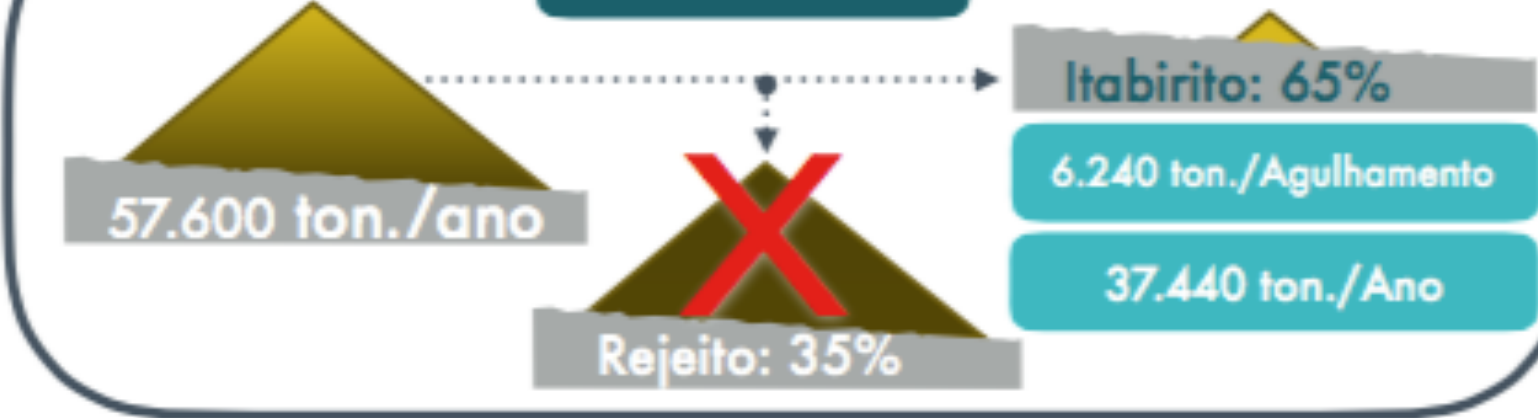 57.600 ton./ano
Rejeito: 35%
Itabirito: 65%
6.240 ton./Agulhamento
37.440 ton./Ano